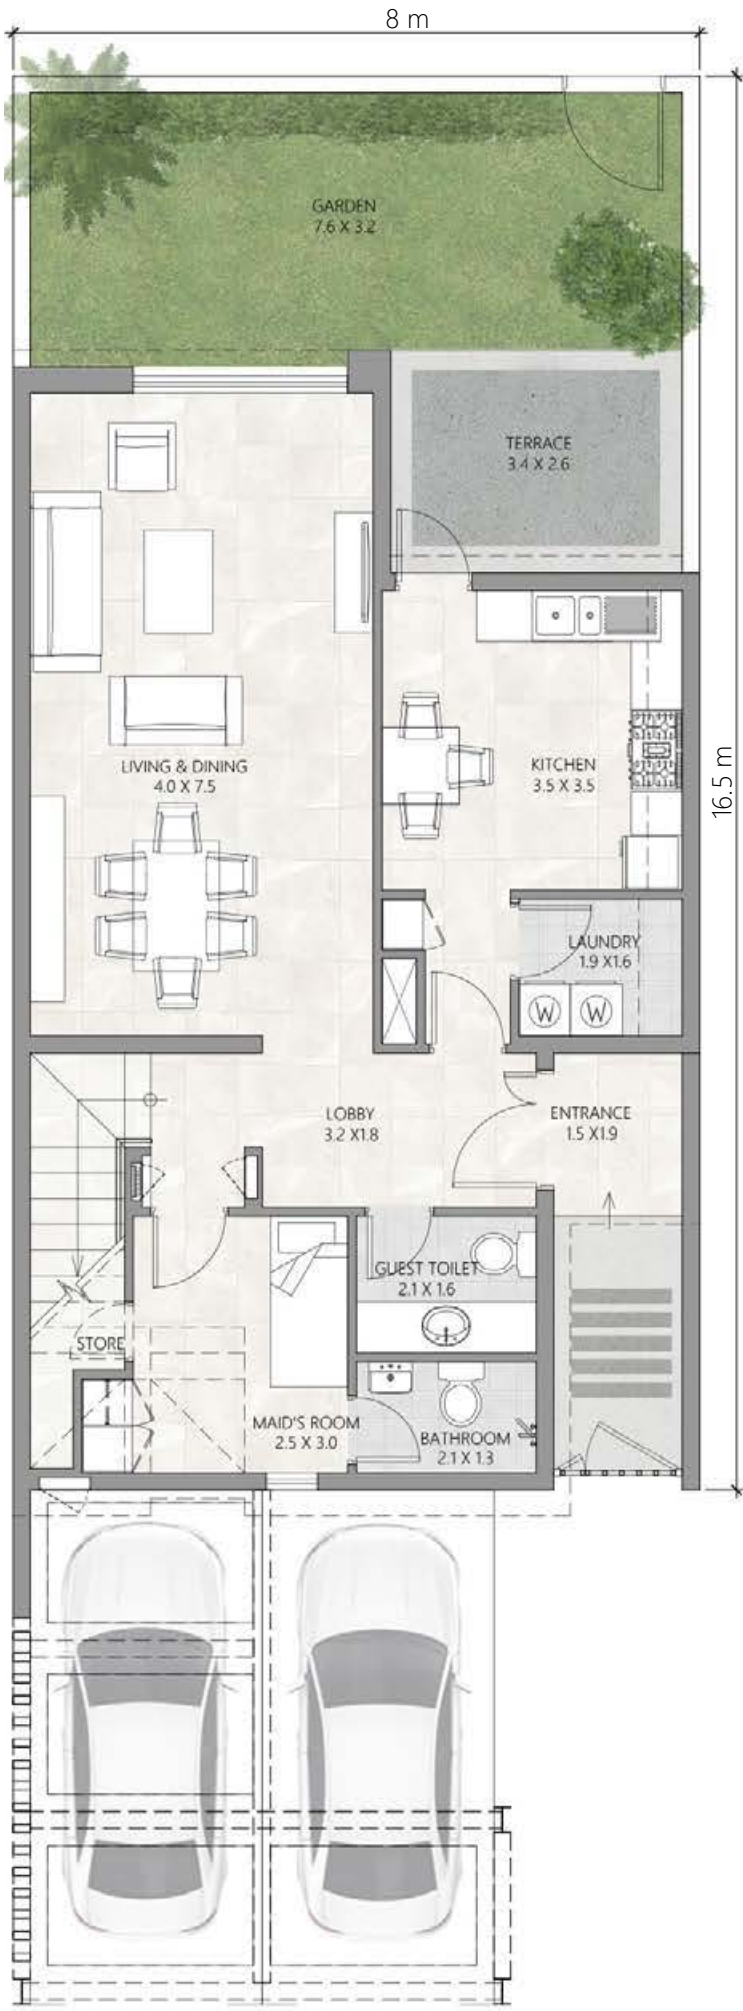 8 m
GARDEN
7.6 X 3.2
TERRACE
3.4 X 2.6
16.5 m
LIVING & DINING
4.0 X 7.5
KITCHEN
3.5 X 3.5
LAUNDRY
1.9 X1.6
W W
LOBBY
3.2 X1.8
ENTRANCE
1.5 X1.9
GUEST TOILET
2.1 X 1.6
STORE
MAID'S ROOM
2.5 X 3.0
BATHROOM
2.1 X 1.3